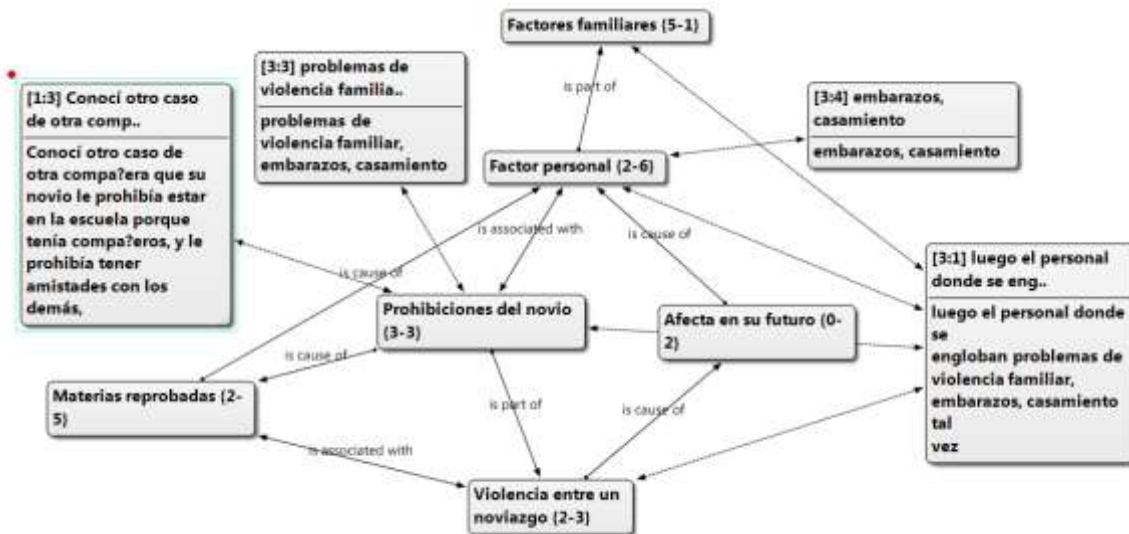 Factores familiares (5-1)
is part of
[1:3] Conocí otro caso
de otra comp..
Conocí otro caso de
otra compa?era que su
novio le prohibía estar
en la escuela porque
tenía compa?eros, y le
prohibía tener
amistades con los
demás,
[3:3] problemas de
violencia familia..
problemas de
violencia familiar,
embarazos, casamiento
[3:4] embarazos,
casamiento
embarazos, casamiento
Factor personal (2-6)
is associated with
is cause of
is cause of
[3:1] luego el personal
donde se eng..
luego el personal donde
se
engloban problemas de
violencia familiar,
embarazos, casamiento
tal
vez
Prohibiciones del novio
(3-3)
Afecta en su futuro (0-
2)
is cause of
Materias reprobadas (2-
5)
is part of
is cause of
is associated with
Violencia entre un
noviazgo (2-3)